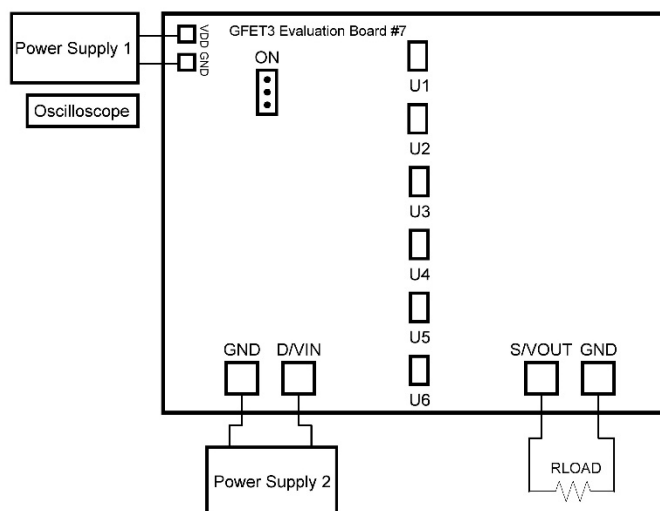 GFET3 Evaluation Board #7
Power Supply 1
VDD
GND
ON
Oscilloscope
U1
U2
U3
U4
U5
U6
GND D/VIN
S/VOUT GND
Power Supply 2
RLOAD